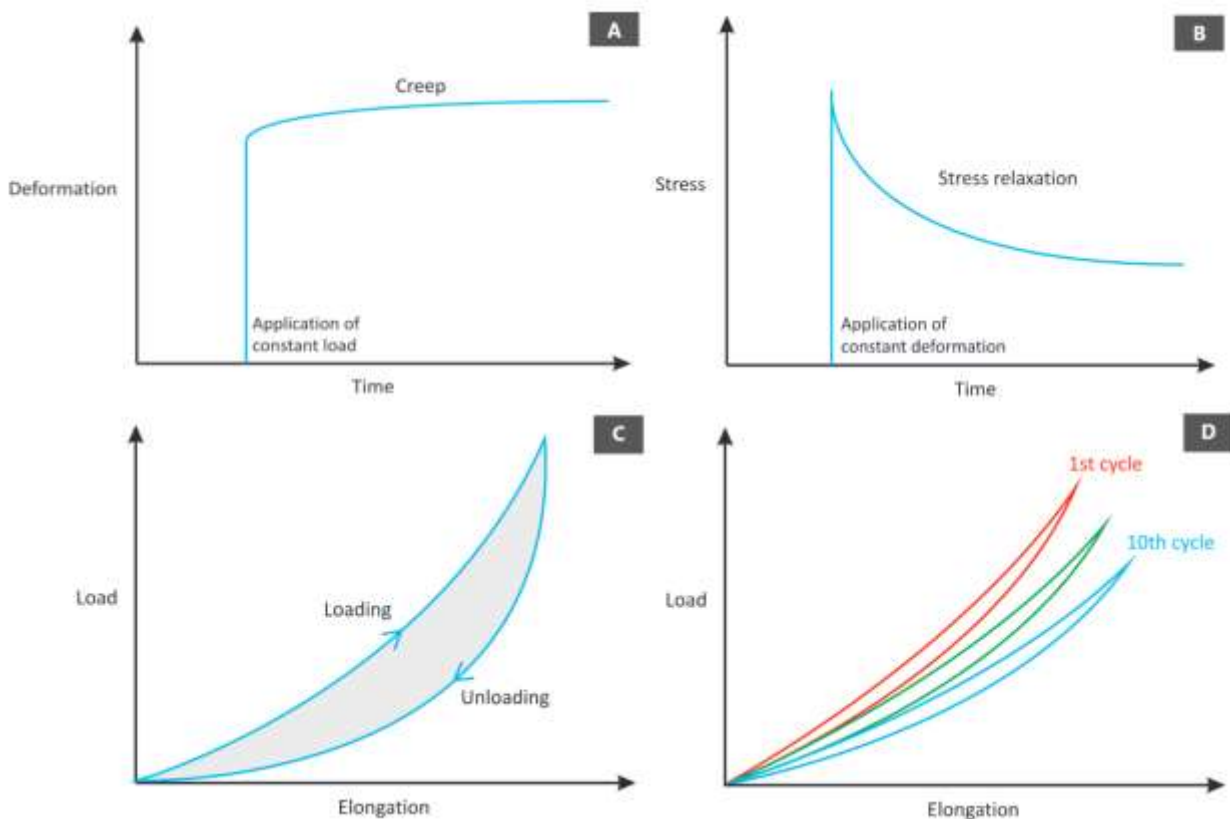 A
Creep
Deformation
Application of
constant load
Time
B
Stress
Stress relaxation
Application of
constant deformation
Time
C
Load
Loading
Unloading
Elongation
D
1st cycle
10th cycle
Load
Elongation